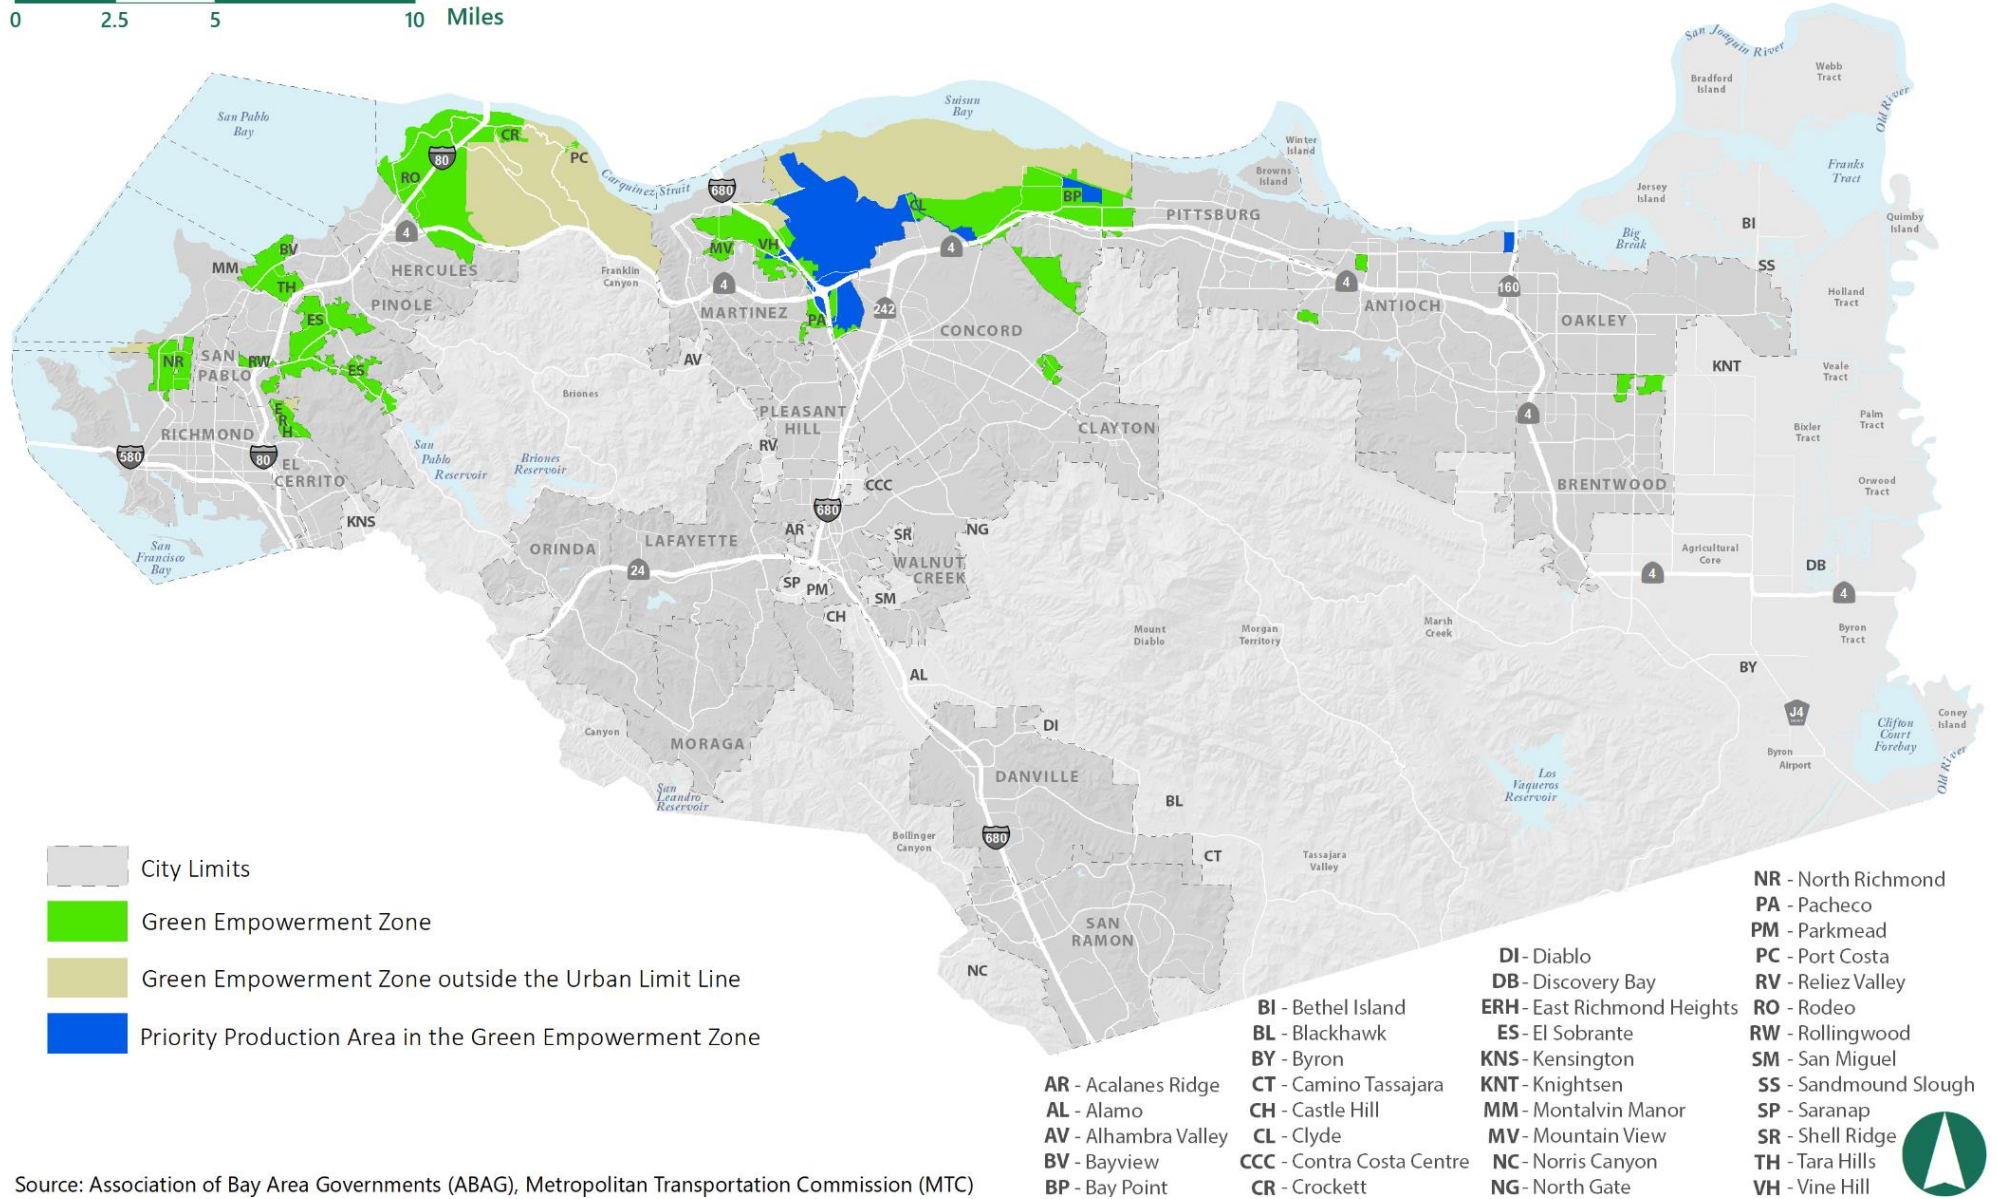 0 2.5 5 10 Miles
San Joaquin River
Webb
Tract
Bradford
Island
Old River
San Pablo
Bay
Suisun
Bay
CR
80
PC
RO
Carquinez Strait
680
Winter
Island
Browns
Island
Franks
Tract
Jersey
Island
BP
CL
PITTSBURG
BI
Quimby
Island
Big
Break
4
BV
MV
VH
4
MM
HERCULES
Franklin
Canyon
SS
TH
4
4
160
Holland
Tract
PINOLE
ES
MARTINEZ
PA
242
CONCORD
ANTIOCH
OAKLEY
NR
SAN
PABLO
RW
ES
AV
KNT
Veale
Tract
Briones
E
R
H
PLEASANT
HILL
CLAYTON
4
Palm
Tract
Bixler
Tract
RICHMOND
580
80
EL
CERRITO
San
Pablo
Reservoir
Briones
Reservoir
RV
CCC
BRENTWOOD
Orwood
Tract
KNS
680
AR
SR
NG
San
Francisco
Bay
ORINDA
LAFAYETTE
24
WALNUT
CREEK
Agricultural
Core
DB
4
4
SP
PM
SM
CH
Mount
Diablo
Morgan
Territory
Marsh
Creek
Byron
Tract
AL
BY
Canyon
MORAGA
DI
J4
Clifton
Court
Forebay
Coney
Island
Old River
Byron
Airport
DANVILLE
San
Leandro
Reservoir
BL
Los
Vaqueros
Reservoir
Bollinger
Canyon
680
CT
Tassajara
Valley
SAN
RAMON
NC
City Limits
Green Empowerment Zone
Green Empowerment Zone outside the Urban Limit Line
Priority Production Area in the Green Empowerment Zone
AR - Acalanes Ridge
AL - Alamo
AV - Alhambra Valley
BV - Bayview
BP - Bay Point
BI - Bethel Island
BL - Blackhawk
BY - Byron
CT - Camino Tassajara
CH - Castle Hill
CL - Clyde
CCC - Contra Costa Centre
CR - Crockett
DI - Diablo
DB - Discovery Bay
ERH - East Richmond Heights
ES - El Sobrante
KNS - Kensington
KNT - Knightsen
MM - Montalvin Manor
MV - Mountain View
NC - Norris Canyon
NG - North Gate
NR - North Richmond
PA - Pacheco
PM - Parkmead
PC - Port Costa
RV - Reliez Valley
RO - Rodeo
RW - Rollingwood
SM - San Miguel
SS - Sandmound Slough
SP - Saranap
SR - Shell Ridge
TH - Tara Hills
VH - Vine Hill
Source: Association of Bay Area Governments (ABAG), Metropolitan Transportation Commission (MTC)